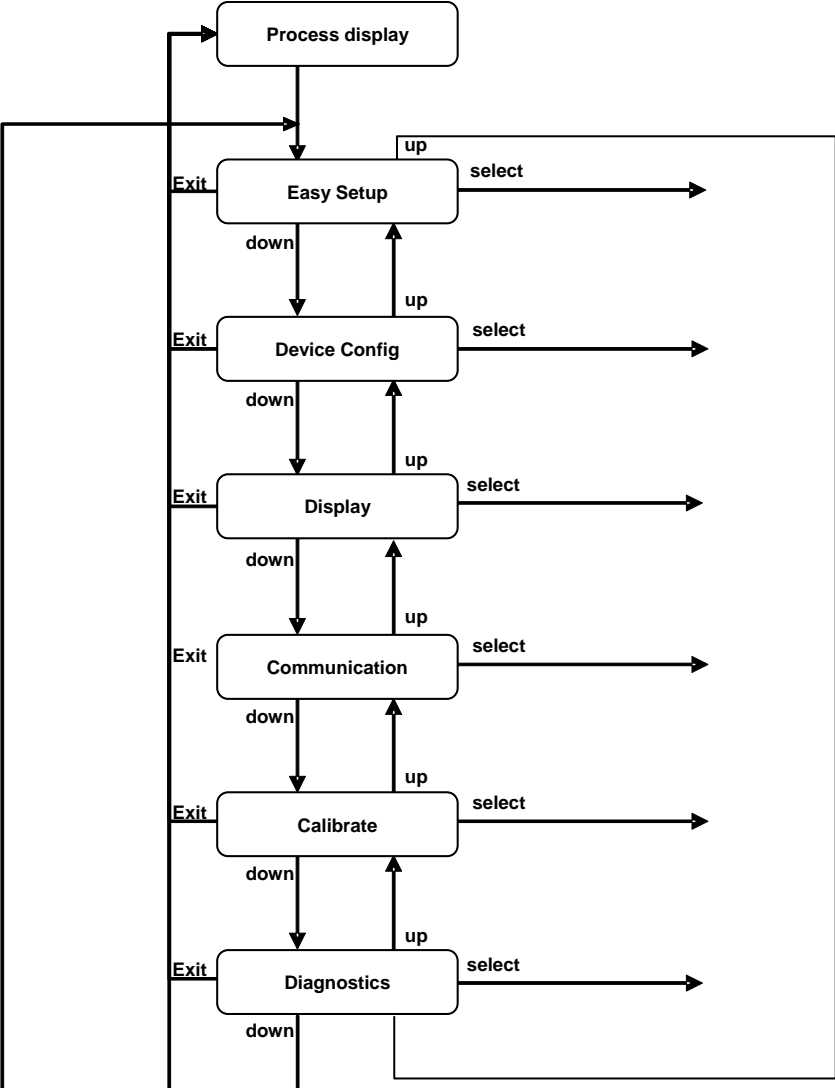 Process display
up
select
Exit
Easy Setup
down
up
select
Exit
Device Config
down
up
select
Exit
Display
down
up
select
Exit
Communication
down
up
select
Exit
Calibrate
down
up
select
Exit
Diagnostics
down